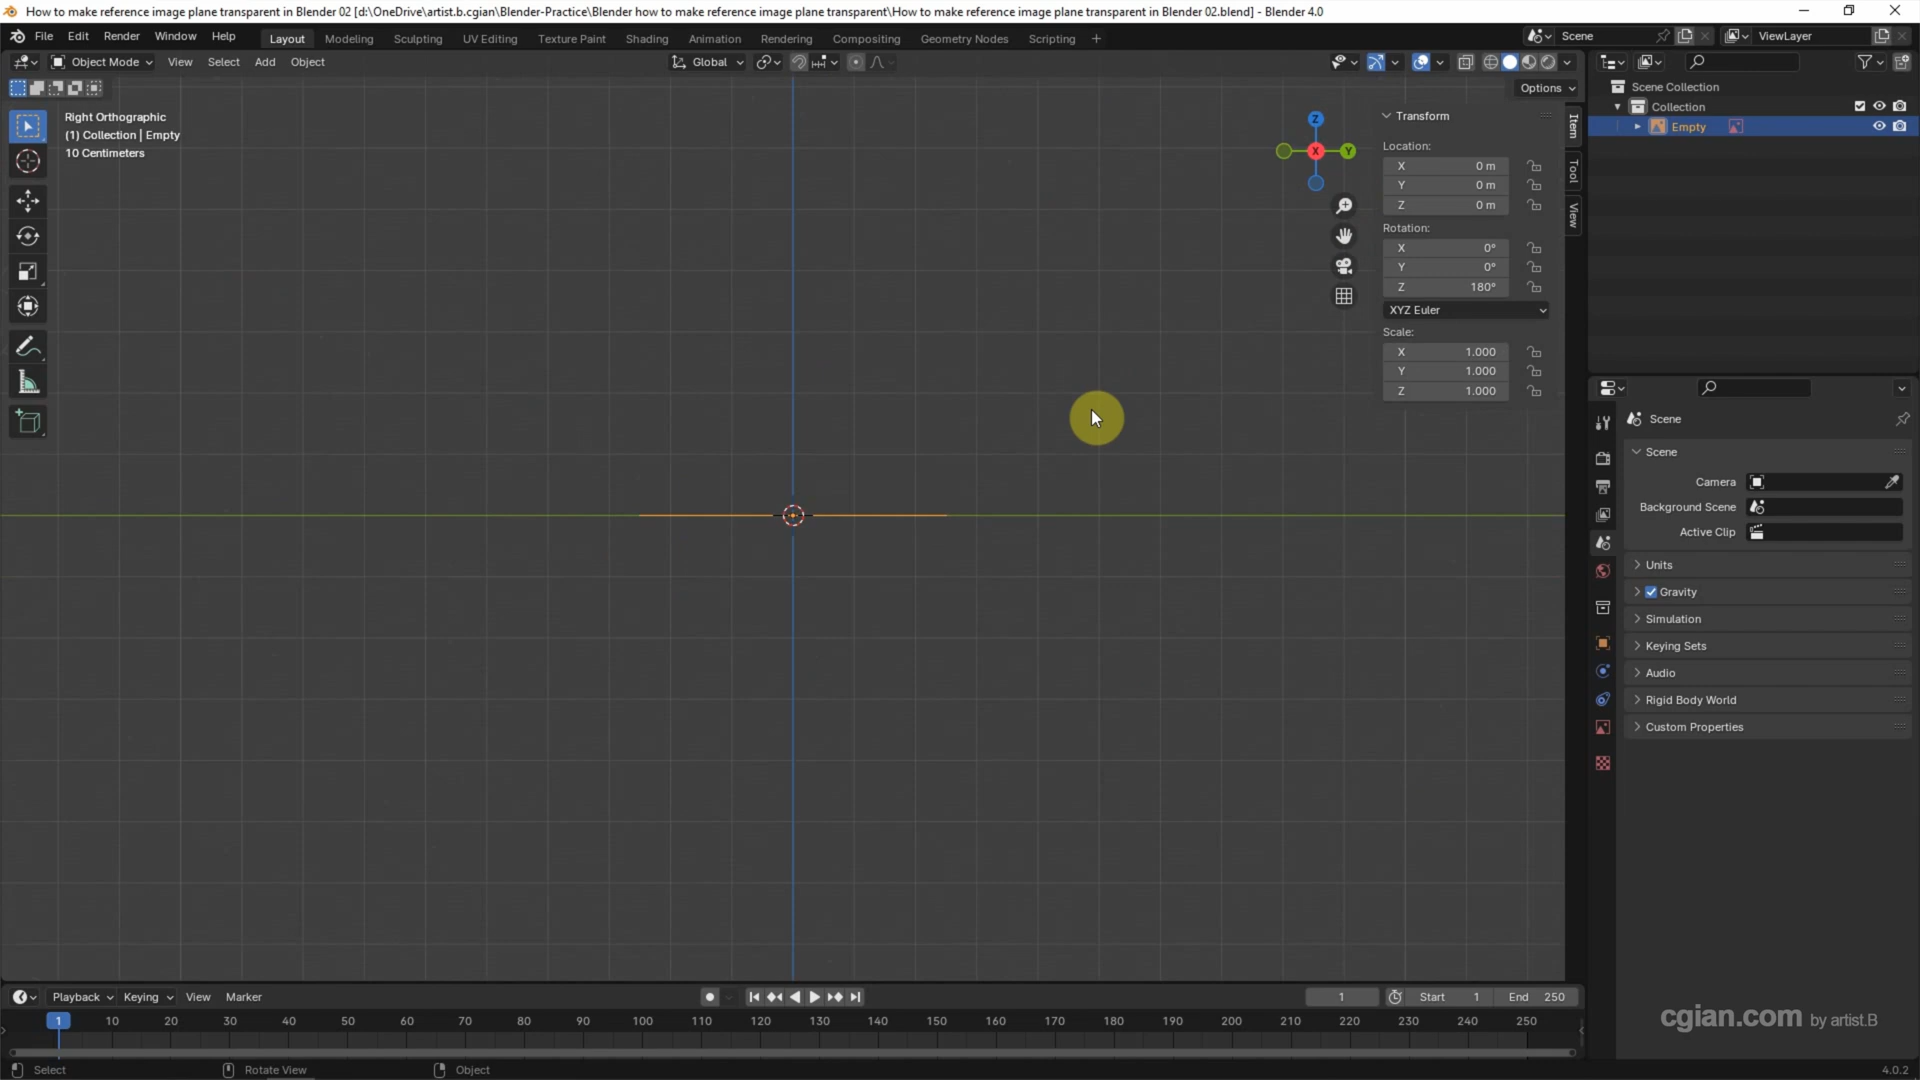 How to make reference image plane transparent in Blender 02 [d:\OneDrive\artist.b.cgian\Blender-Practice\Blender how to make reference image plane transparent\How to make reference image plane transparent in Blender 02.blend] - Blender 4.0
File Edit Render Window Help Layout Modeling Sculpting UV Editing Texture Paint Shading Animation Rendering Compositing Geometry Nodes Scripting + Scene ViewLayer
Object Mode View Select Add Object Global
Options
Scene Collection
Collection
Empty
Right Orthographic
(1) Collection | Empty
10 Centimeters
Z
X
Y
Transform
Location:
X 0 m
Y 0 m
Z 0 m
Rotation:
X 0°
Y 0°
Z 180°
XYZ Euler
Scale:
X 1.000
Y 1.000
Z 1.000
Item
Tool
View
Scene
Scene
Camera
Background Scene
Active Clip
Units
Gravity
Simulation
Keying Sets
Audio
Rigid Body World
Custom Properties
Playback Keying View Marker 1 Start 1 End 250
1 10 20 30 40 50 60 70 80 90 100 110 120 130 140 150 160 170 180 190 200 210 220 230 240 250
cgian.com by artist.B
Select Rotate View Object 4.0.2